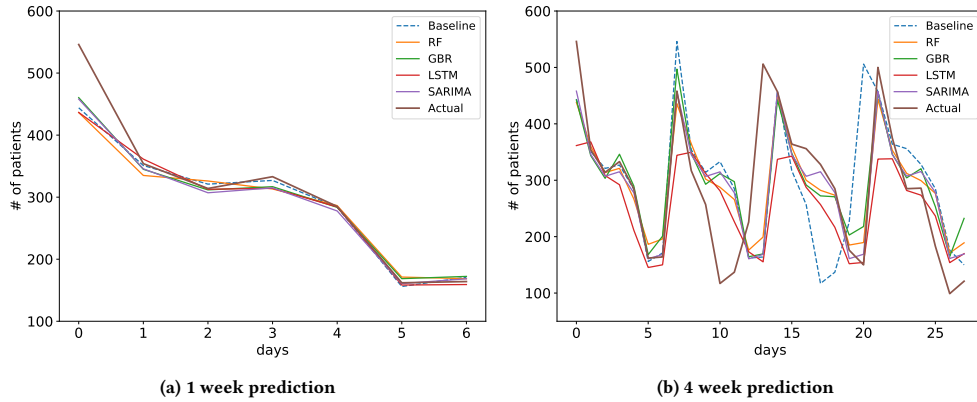 600
500
400
300
200
100
# of patients
0 1 2 3 4 5 6
days
Baseline
RF
GBR
LSTM
SARIMA
Actual
(a) 1 week prediction
600
500
400
300
200
100
# of patients
0 5 10 15 20 25
days
Baseline
RF
GBR
LSTM
SARIMA
Actual
(b) 4 week prediction